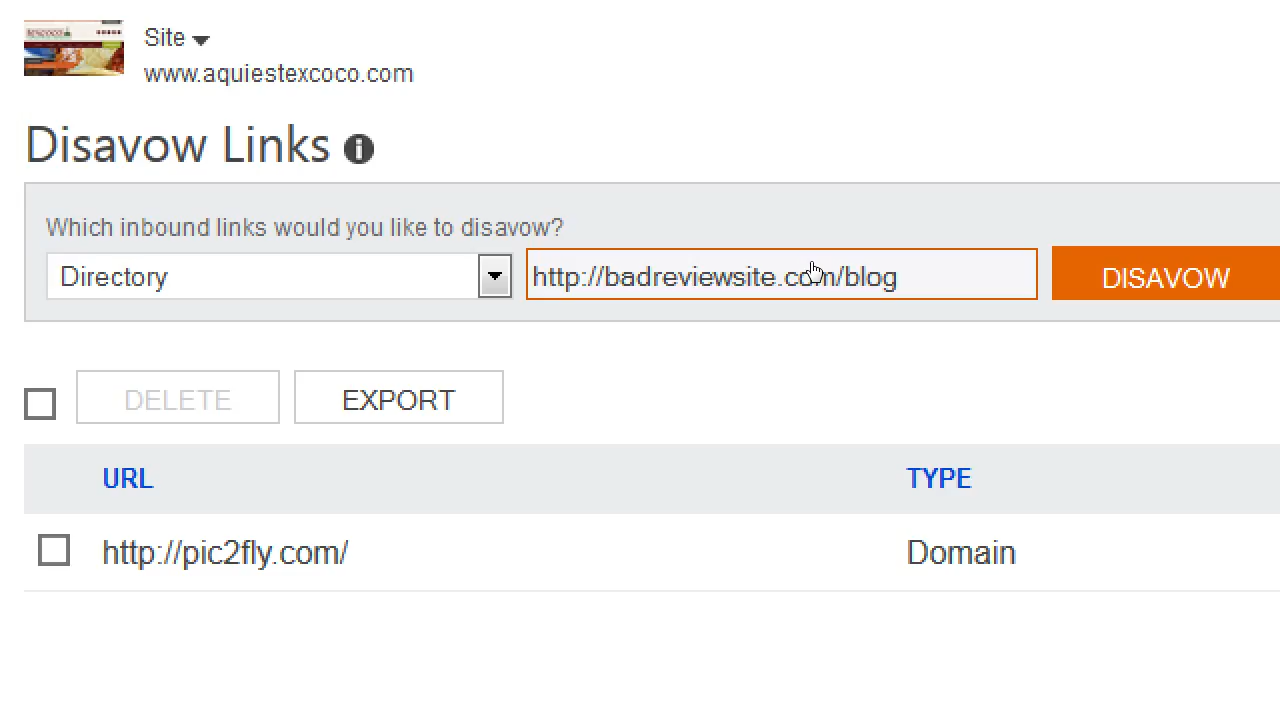 Site
www.aquiestexcoco.com
Disavow Links
Which inbound links would you like to disavow?
Directory http://badreviewsite.com/blog DISAVOW
DELETE EXPORT
URL TYPE
http://pic2fly.com/ Domain